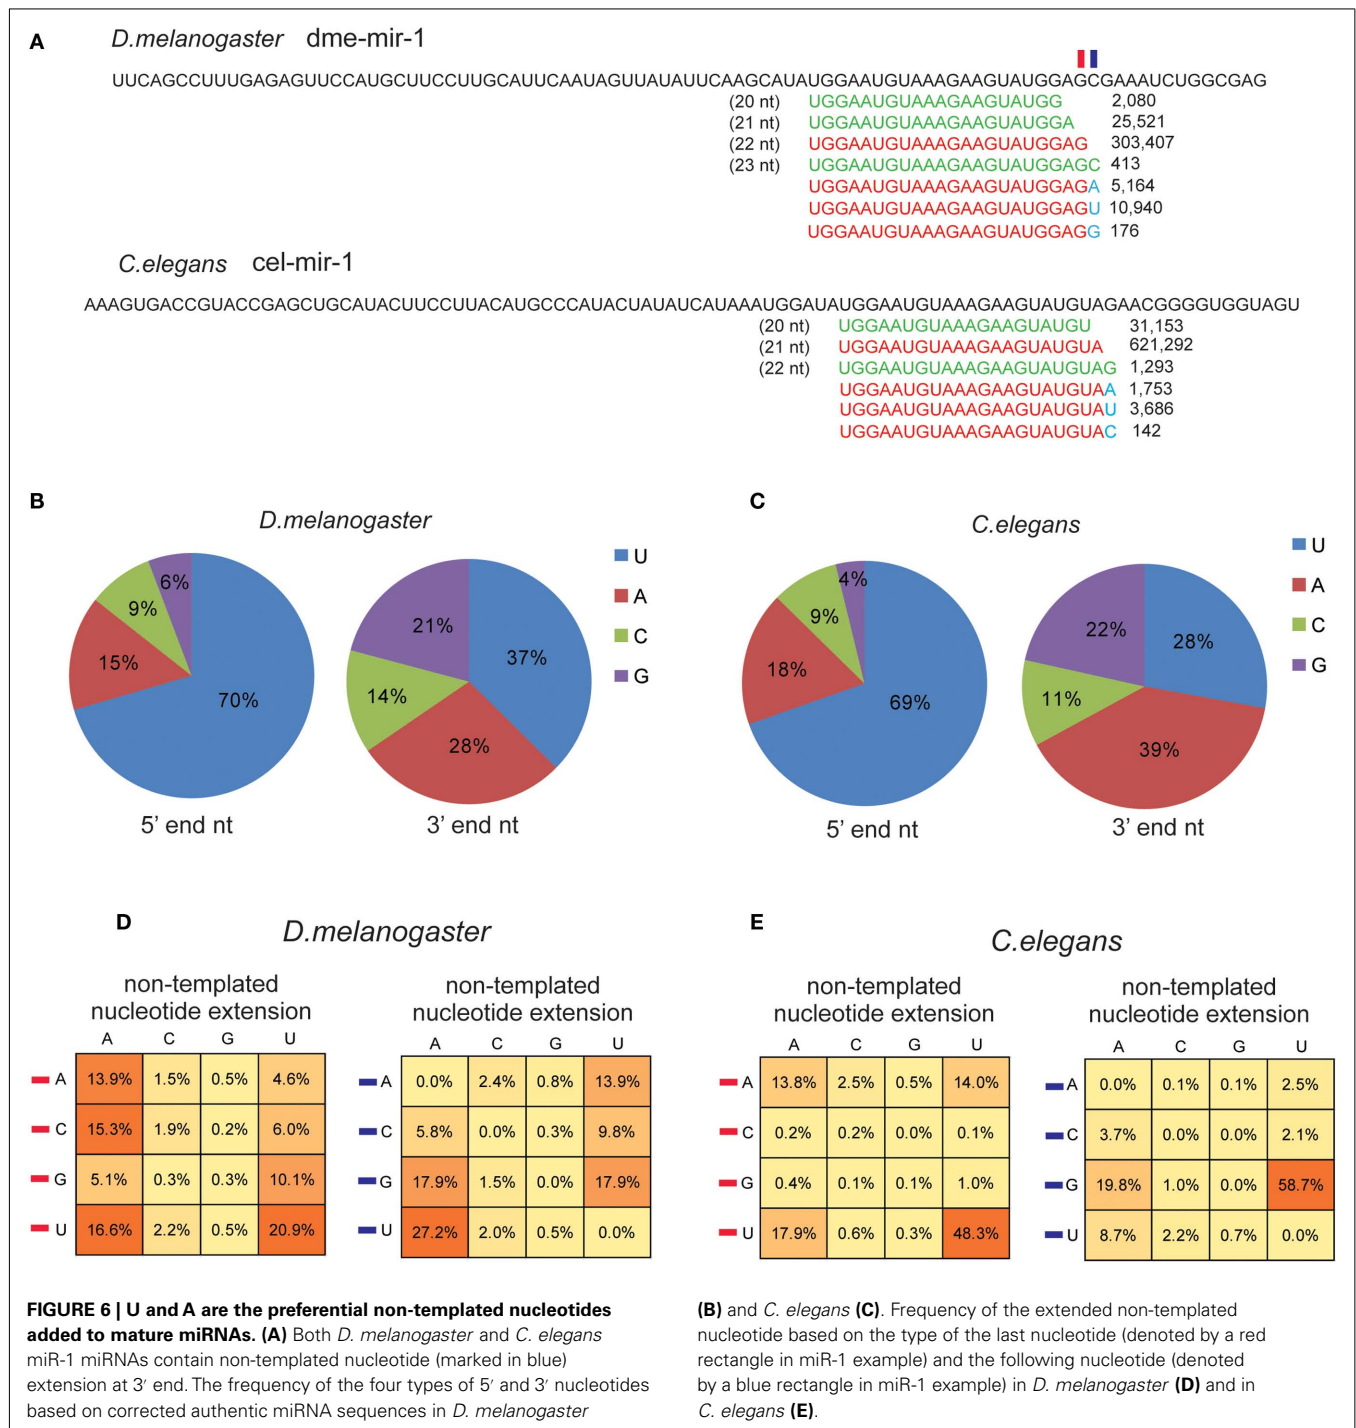 A
D.melanogaster dme-mir-1
UUCAGCCUUUGAGAGUUCCAUGCUUCCUUGCAUUCAAUAGUUAUAUUCAAGCAUAUGGAAUGUAAAGAAGUAUGGAGCGAAAUCUGGCGAG
(20 nt) UGGAAUGUAAAGAAGUAUGG 2,080
(21 nt) UGGAAUGUAAAGAAGUAUGGA 25,521
(22 nt) UGGAAUGUAAAGAAGUAUGGAG 303,407
(23 nt) UGGAAUGUAAAGAAGUAUGGAGC 413
UGGAAUGUAAAGAAGUAUGGAGA 5,164
UGGAAUGUAAAGAAGUAUGGAGU 10,940
UGGAAUGUAAAGAAGUAUGGAGG 176
C.elegans cel-mir-1
AAAGUGACCGUACCGAGCUGCAUACUUCCUUACAUGCCCAUACUAUAUCAUAAAUGGAUAUGGAAUGUAAAGAAGUAUGUAGAACGGGGUGGUAGU
(20 nt) UGGAAUGUAAAGAAGUAUGU 31,153
(21 nt) UGGAAUGUAAAGAAGUAUGUA 621,292
(22 nt) UGGAAUGUAAAGAAGUAUGUAG 1,293
UGGAAUGUAAAGAAGUAUGUAA 1,753
UGGAAUGUAAAGAAGUAUGUAU 3,686
UGGAAUGUAAAGAAGUAUGUAC 142
B
D.melanogaster
6%
9%
15%
70%
5' end nt
21%
37%
14%
28%
3' end nt
U
A
C
G
C
C.elegans
4%
9%
18%
69%
5' end nt
22%
28%
11%
39%
3' end nt
U
A
C
G
D
D.melanogaster
non-templated
nucleotide extension
A C G U
A 13.9% 1.5% 0.5% 4.6%
C 15.3% 1.9% 0.2% 6.0%
G 5.1% 0.3% 0.3% 10.1%
U 16.6% 2.2% 0.5% 20.9%
non-templated
nucleotide extension
A C G U
A 0.0% 2.4% 0.8% 13.9%
C 5.8% 0.0% 0.3% 9.8%
G 17.9% 1.5% 0.0% 17.9%
U 27.2% 2.0% 0.5% 0.0%
E
C.elegans
non-templated
nucleotide extension
A C G U
A 13.8% 2.5% 0.5% 14.0%
C 0.2% 0.2% 0.0% 0.1%
G 0.4% 0.1% 0.1% 1.0%
U 17.9% 0.6% 0.3% 48.3%
non-templated
nucleotide extension
A C G U
A 0.0% 0.1% 0.1% 2.5%
C 3.7% 0.0% 0.0% 2.1%
G 19.8% 1.0% 0.0% 58.7%
U 8.7% 2.2% 0.7% 0.0%
FIGURE 6 | U and A are the preferential non-templated nucleotides
added to mature miRNAs. (A) Both D. melanogaster and C. elegans
miR-1 miRNAs contain non-templated nucleotide (marked in blue)
extension at 3′ end. The frequency of the four types of 5′ and 3′ nucleotides
based on corrected authentic miRNA sequences in D. melanogaster
(B) and C. elegans (C). Frequency of the extended non-templated
nucleotide based on the type of the last nucleotide (denoted by a red
rectangle in miR-1 example) and the following nucleotide (denoted
by a blue rectangle in miR-1 example) in D. melanogaster (D) and in
C. elegans (E).